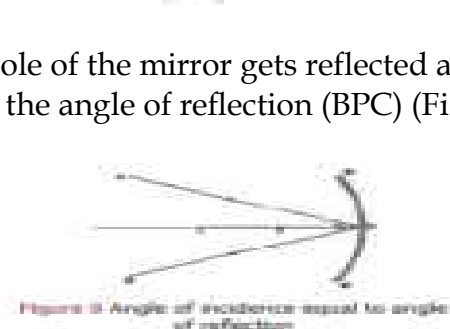 ole of the mirror gets reflected a
the angle of reflection (BPC) (Fi
Figure 9 Angle of incidence equal to angle
of reflection